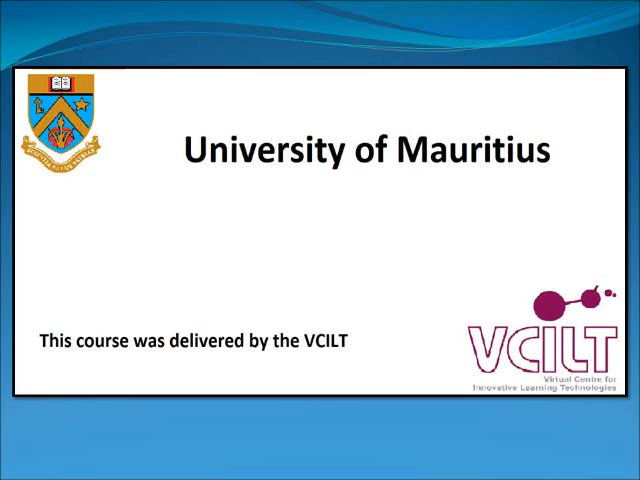 University of Mauritius
This course was delivered by the VCILT
VCILT
Virtual Centre for
Innovative Learning Technologies